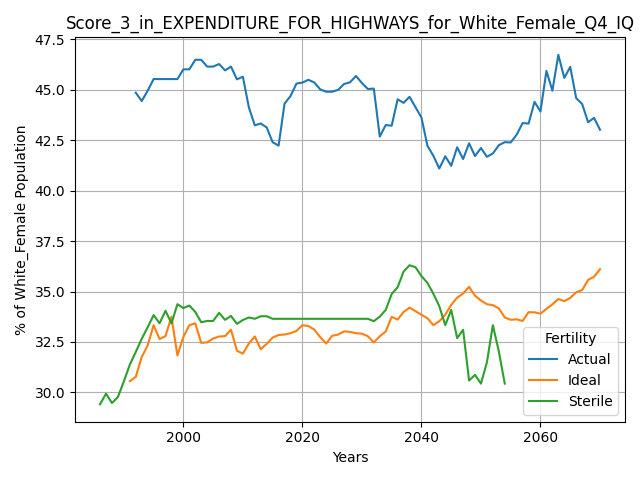 Score_3_in_EXPENDITURE_FOR_HIGHWAYS_for_White_Female_Q4_IQ
47.5
45.0
42.5
40.0
37.5
35.0
32.5
30.0
% of White_Female Population
Fertility
Actual
Ideal
Sterile
2000 2020 2040 2060
Years